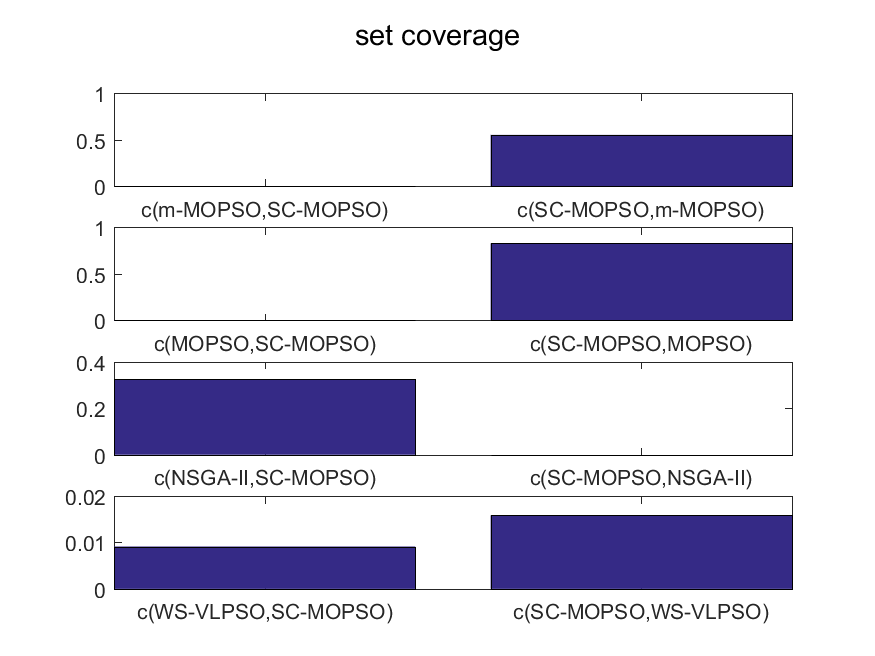 set coverage
1
0.5
0
c(m-MOPSO,SC-MOPSO) c(SC-MOPSO,m-MOPSO)
1
0.5
0
c(MOPSO,SC-MOPSO) c(SC-MOPSO,MOPSO)
0.4
0.2
0
c(NSGA-II,SC-MOPSO) c(SC-MOPSO,NSGA-II)
0.02
0.01
0
c(WS-VLPSO,SC-MOPSO) c(SC-MOPSO,WS-VLPSO)